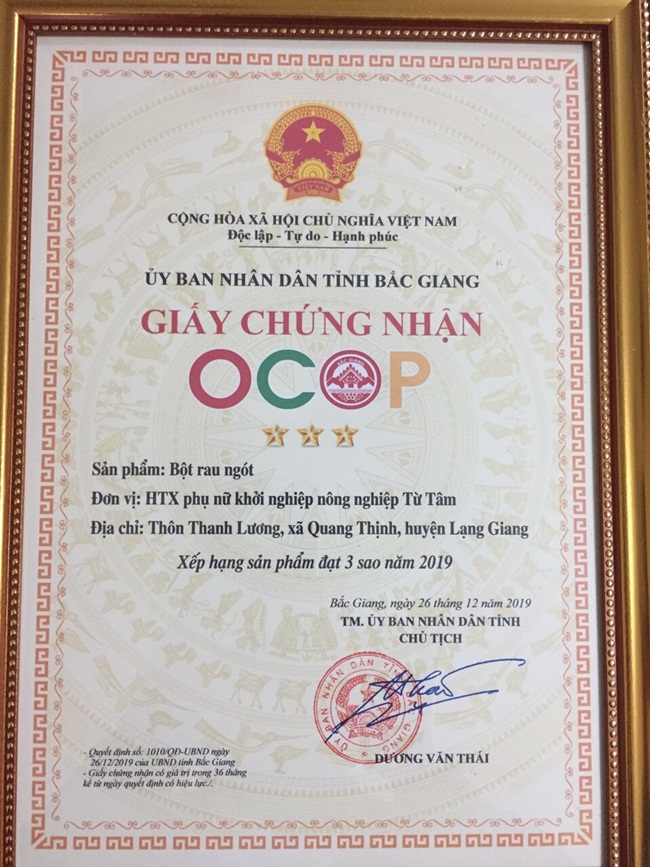 VIỆT NAM
CỘNG HÒA XÃ HỘI CHỦ NGHĨA VIỆT NAM
Độc lập - Tự do - Hạnh phúc
ỦY BAN NHÂN DÂN TỈNH BẮC GIANG
GIẤY CHỨNG NHẬN
OCOP
BẮC GIANG
Sản phẩm: Bột rau ngót
Đơn vị: HTX phụ nữ khởi nghiệp nông nghiệp Từ Tâm
Địa chỉ: Thôn Thanh Lương, xã Quang Thịnh, huyện Lạng Giang
Xếp hạng sản phẩm đạt 3 sao năm 2019
Bắc Giang, ngày 26 tháng 12 năm 2019
TM. ỦY BAN NHÂN DÂN TỈNH
CHỦ TỊCH
ỦY BAN NHÂN DÂN TỈNH BẮC GIANG
DƯƠNG VĂN THÁI
- Quyết định số: 1010/QĐ-UBND ngày
26/12/2019 của UBND tỉnh Bắc Giang
- Giấy chứng nhận có giá trị trong 36 tháng
kể từ ngày quyết định có hiệu lực./.